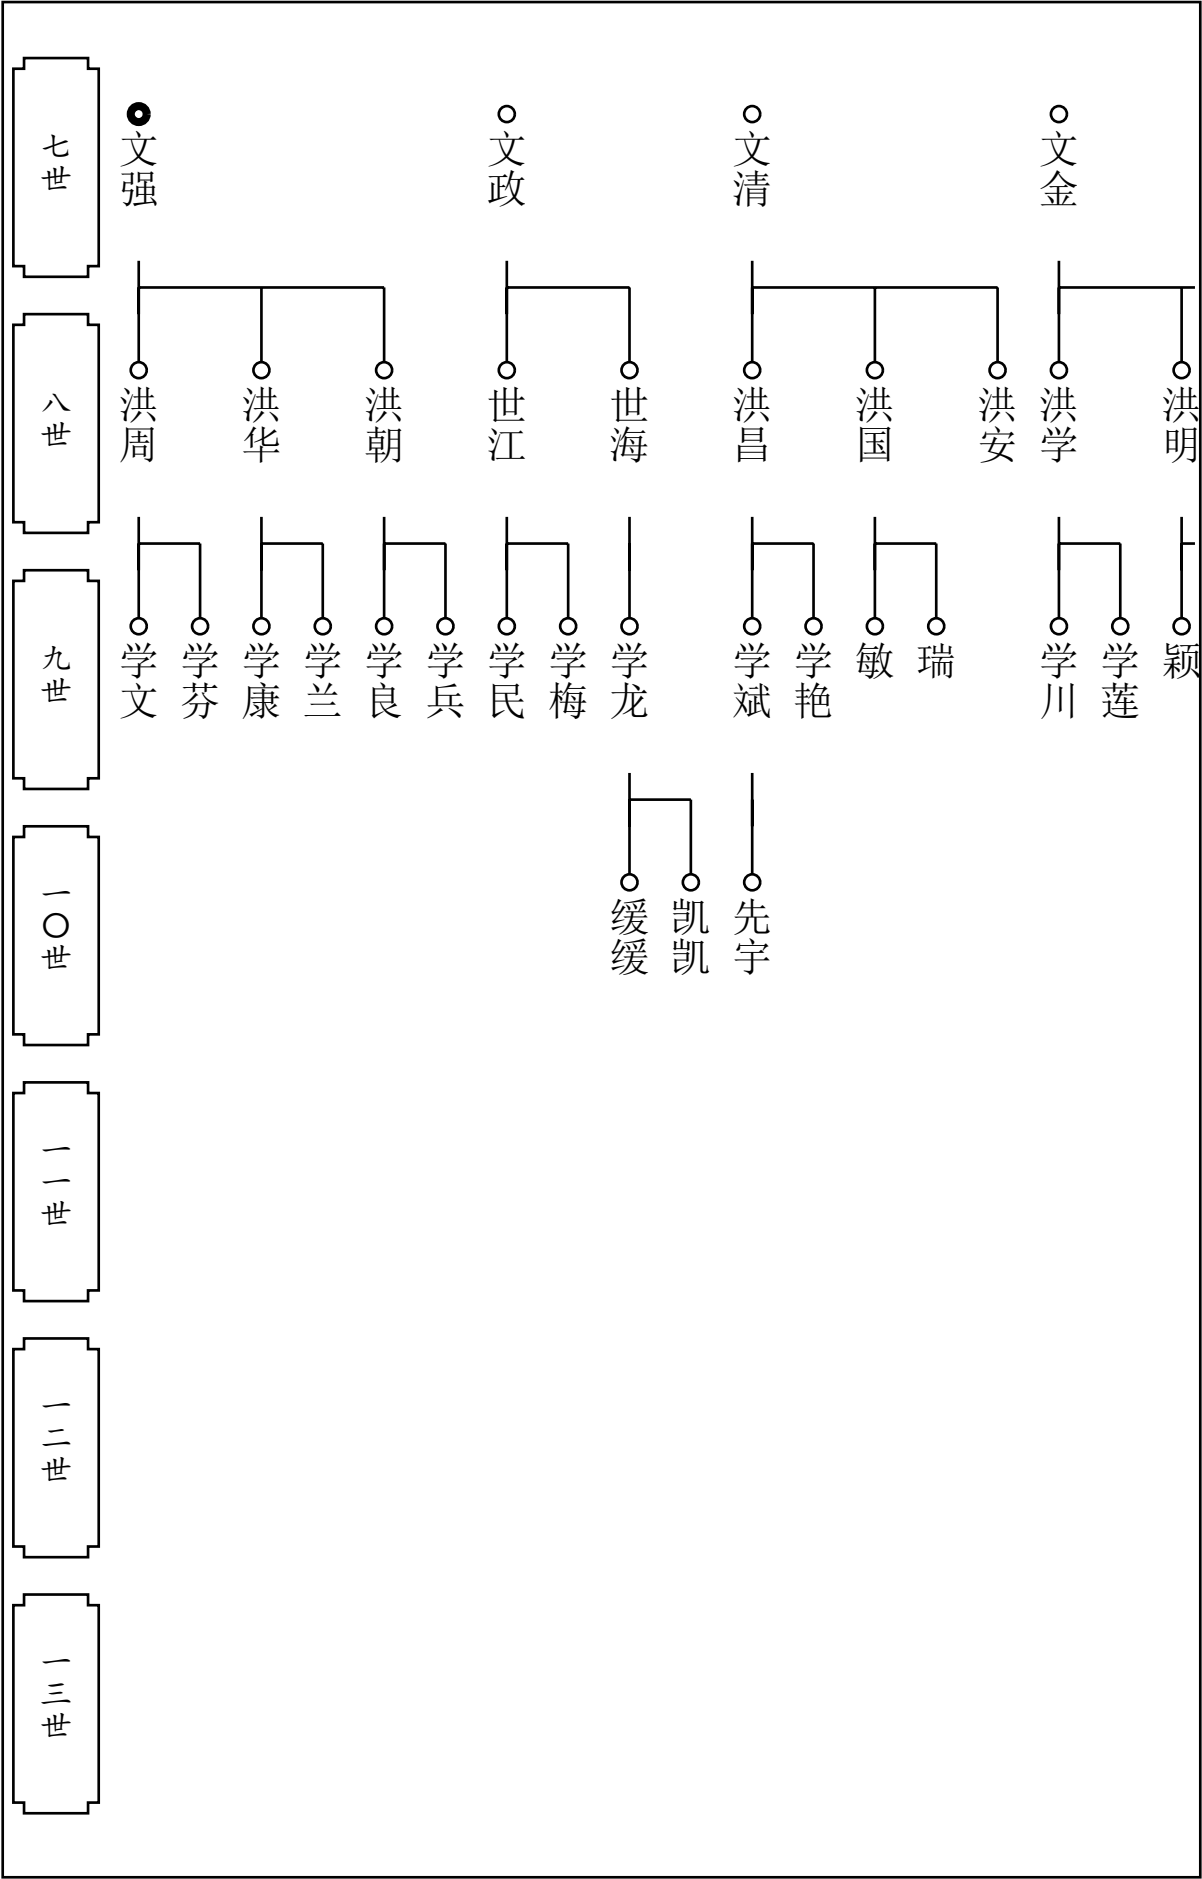 七世
文强
文政
文清
文金
八世
洪周
洪华
洪朝
世江
世海
洪昌
洪国
洪安
洪学
洪明
九世
学文
学芬
学康
学兰
学良
学兵
学民
学梅
学龙
学斌
学艳
敏
瑞
学川
学莲
颖
一〇世
缓缓
凯凯
先宇
一一世
一二世
一三世